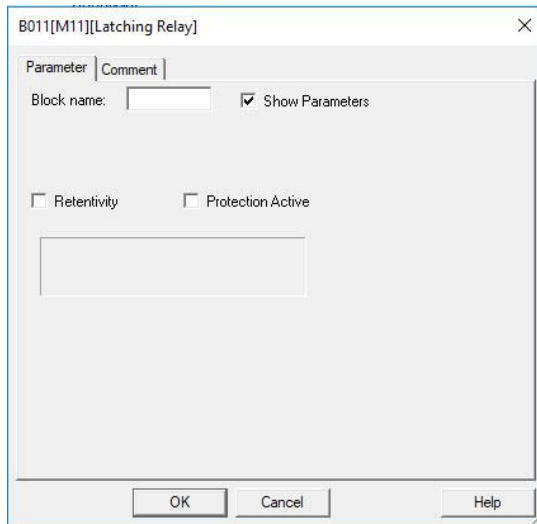 B011[M11][Latching Relay]
Parameter Comment
Block name: Show Parameters
Retentivity Protection Active
OK Cancel Help